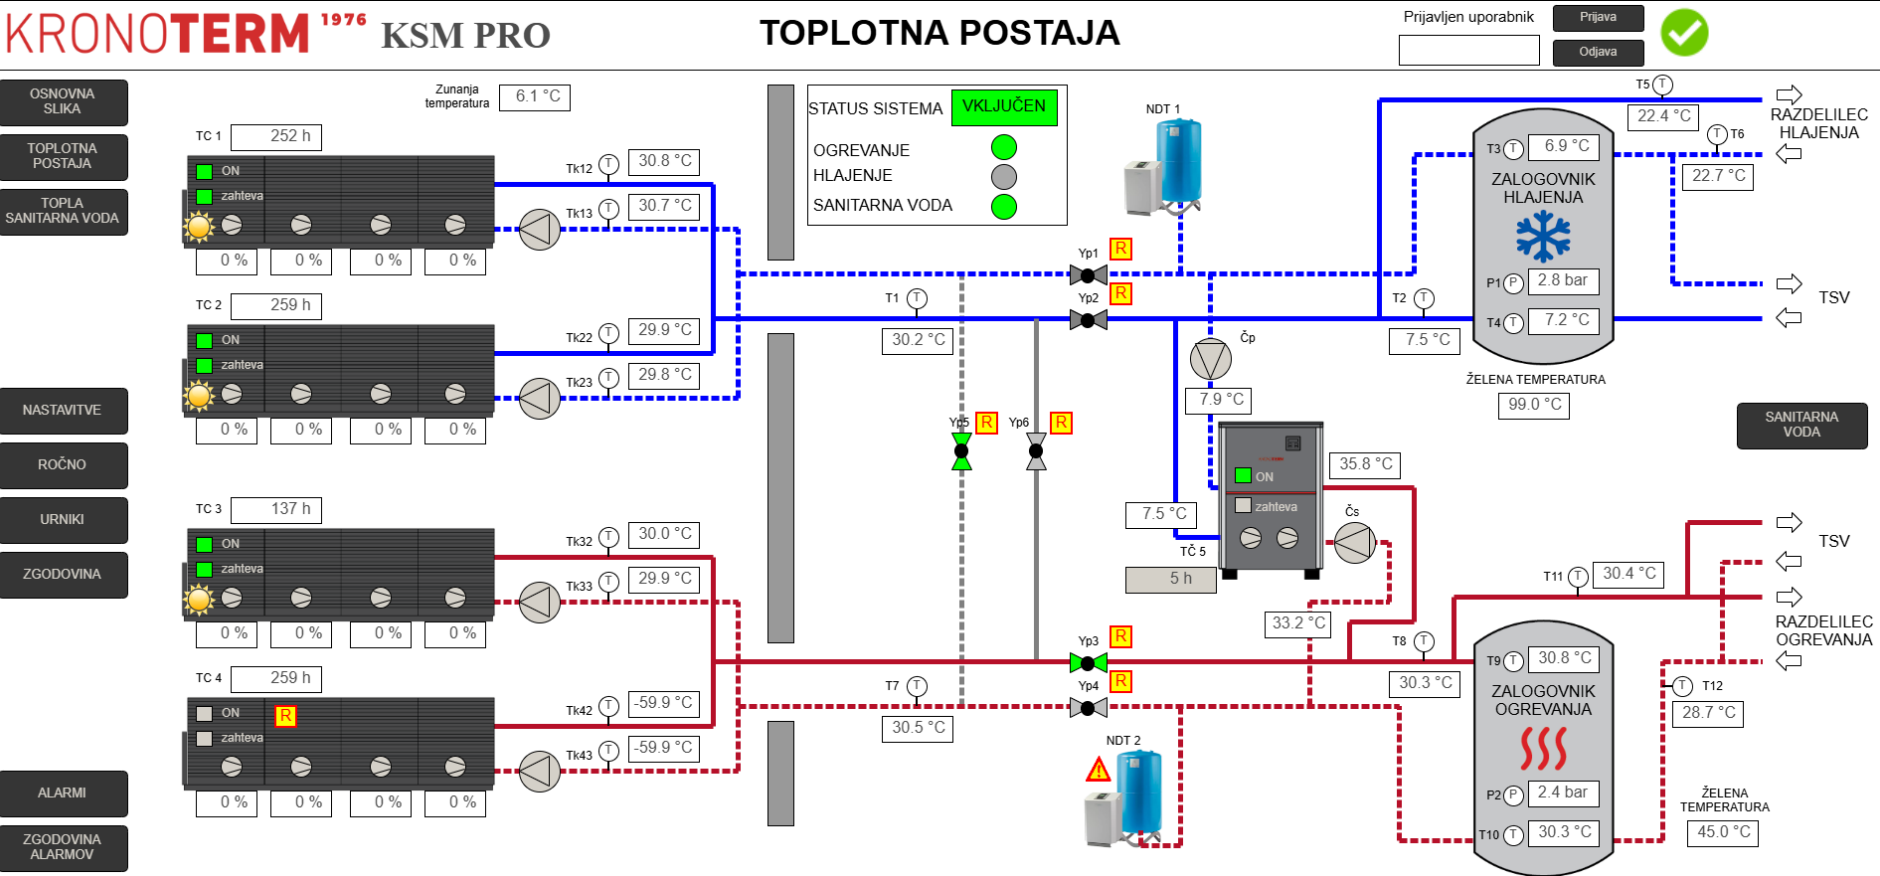 KRONOTERM 1976 KSM PRO
TOPLOTNA POSTAJA
Prijavljen uporabnik
Prijava
Odjava
OSNOVNA
SLIKA
TOPLOTNA
POSTAJA
TOPLA
SANITARNA VODA
NASTAVITVE
ROČNO
URNIKI
ZGODOVINA
ALARMI
ZGODOVINA
ALARMOV
Zunanja
temperatura
6.1 °C
TC 1
252 h
ON
zahteva
0 %
0 %
0 %
0 %
Tk12 T 30.8 °C
Tk13 T 30.7 °C
TC 2
259 h
ON
zahteva
0 %
0 %
0 %
0 %
Tk22 T 29.9 °C
Tk23 T 29.8 °C
TC 3
137 h
ON
zahteva
0 %
0 %
0 %
0 %
Tk32 T 30.0 °C
Tk33 T 29.9 °C
TC 4
259 h
ON
R
zahteva
0 %
0 %
0 %
0 %
Tk42 T -59.9 °C
Tk43 T -59.9 °C
STATUS SISTEMA VKLJUČEN
OGREVANJE
HLAJENJE
SANITARNA VODA
NDT 1
Yp1 R
Yp2 R
T1 T
30.2 °C
Yp5 R
Yp6 R
Čp
7.9 °C
7.5 °C
TČ 5
5 h
ON
zahteva
35.8 °C
Čs
33.2 °C
Yp3 R
Yp4 R
T7 T
30.5 °C
NDT 2
T2 T
7.5 °C
T8 T
30.3 °C
T5 T
22.4 °C
T T6
22.7 °C
RAZDELILEC
HLAJENJA
T3 T 6.9 °C
ZALOGOVNIK
HLAJENJA
P1 P 2.8 bar
T4 T 7.2 °C
TSV
ŽELENA TEMPERATURA
99.0 °C
SANITARNA
VODA
TSV
T11 T 30.4 °C
RAZDELILEC
OGREVANJA
T9 T 30.8 °C
ZALOGOVNIK
OGREVANJA
T T12
28.7 °C
P2 P 2.4 bar
T10 T 30.3 °C
ŽELENA
TEMPERATURA
45.0 °C